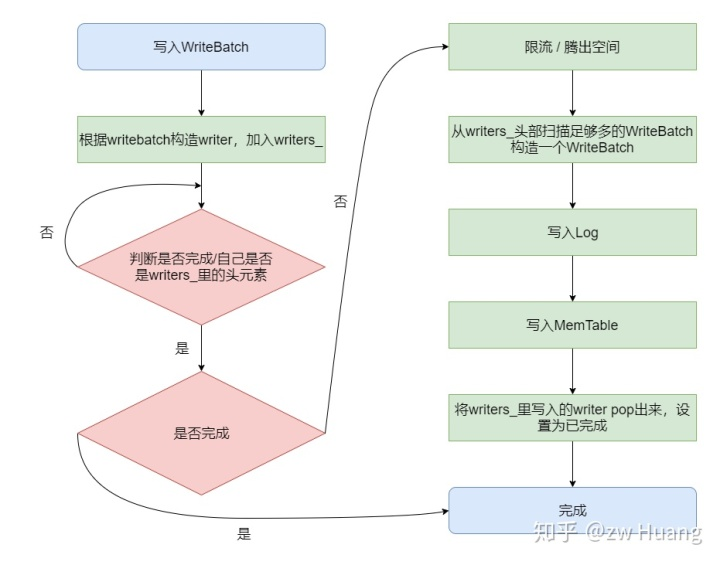 写入WriteBatch
根据writebatch构造writer，加入writers_
否
判断是否完成/自己是否
是writers_里的头元素
是
是否完成
是
否
限流 / 腾出空间
从writers_头部扫描足够多的WriteBatch
构造一个WriteBatch
写入Log
写入MemTable
将writers_里写入的writer pop出来，设
置为已完成
完成
知乎 @zw Huang